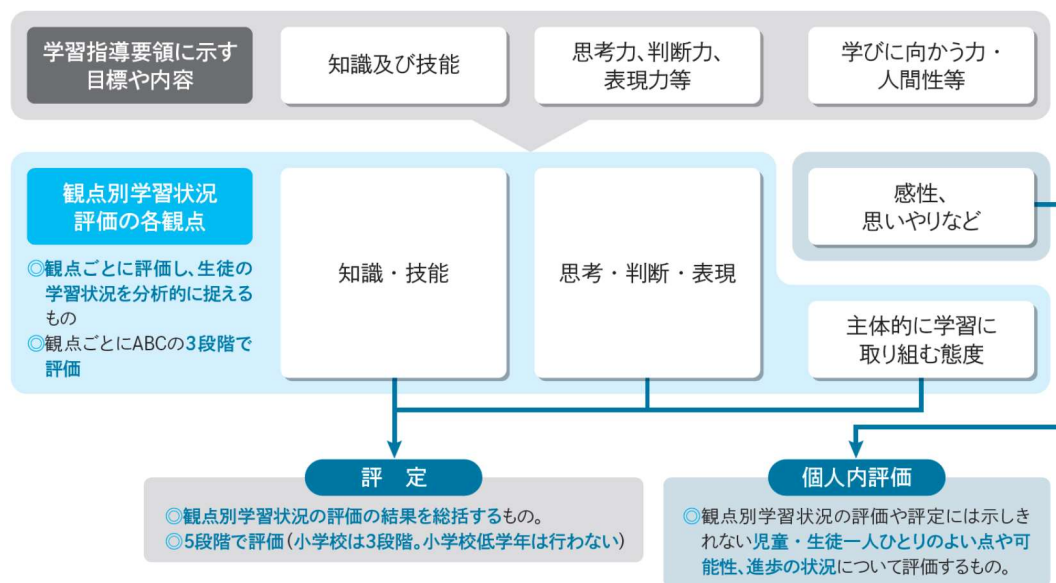 学習指導要領に示す
目標や内容
知識及び技能
思考力、判断力、
表現力等
学びに向かう力・
人間性等
観点別学習状況
評価の各観点
◎観点ごとに評価し、生徒の
学習状況を分析的に捉える
もの
◎観点ごとにABCの3段階で
評価
知識・技能
思考・判断・表現
感性、
思いやりなど
主体的に学習に
取り組む態度
評 定
◎観点別学習状況の評価の結果を総括するもの。
◎5段階で評価(小学校は3段階。小学校低学年は行わない)
個人内評価
◎観点別学習状況の評価や評定には示しき
れない児童・生徒一人ひとりのよい点や可
能性、進歩の状況について評価するもの。